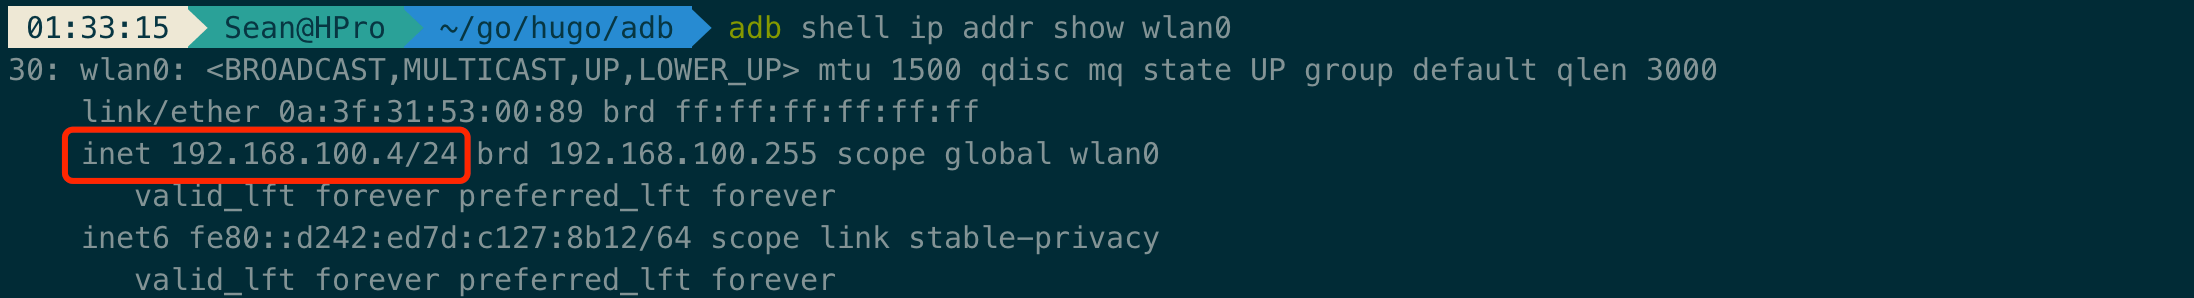 01:33:15 Sean@HPro ~/go/hugo/adb adb shell ip addr show wlan0
30: wlan0: <BROADCAST,MULTICAST,UP,LOWER_UP> mtu 1500 qdisc mq state UP group default qlen 3000
link/ether 0a:3f:31:53:00:89 brd ff:ff:ff:ff:ff:ff
inet 192.168.100.4/24 brd 192.168.100.255 scope global wlan0
valid_lft forever preferred_lft forever
inet6 fe80::d242:ed7d:c127:8b12/64 scope link stable-privacy
valid_lft forever preferred_lft forever